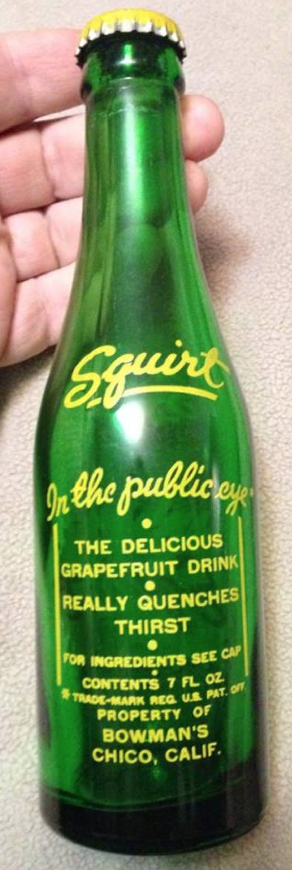 Squirt
In the public eye*
THE DELICIOUS
GRAPEFRUIT DRINK
REALLY QUENCHES
THIRST
FOR INGREDIENTS SEE CAP
CONTENTS 7 FL. OZ.
* TRADE-MARK REG. U.S. PAT. OFF
PROPERTY OF
BOWMAN'S
CHICO, CALIF.